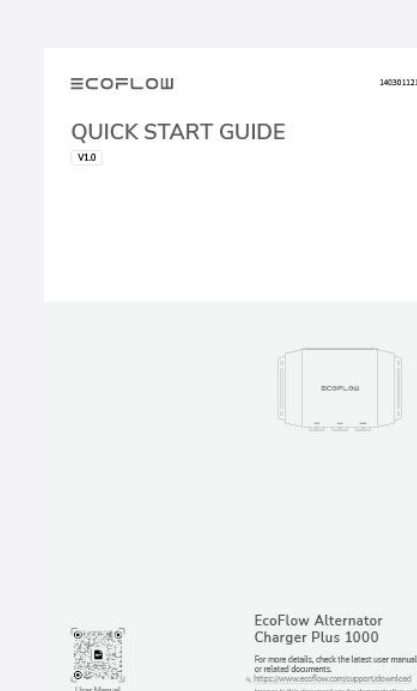 ECOFLOW
QUICK START GUIDE
V1.0
ECOFLOW
EcoFlow Alternator
Charger Plus 1000
For more details, check the latest user manual
or related documents.
https://www.ecoflow.com/support/download
User Manual